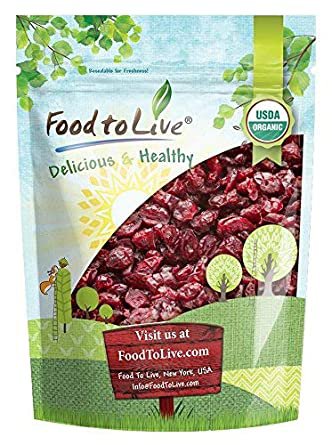 Resealable for Freshness!
Food to Live®
Delicious & Healthy
USDA
ORGANIC
Visit us at
FoodToLive.com
Food To Live, New York, USA
Info@FoodToLive.com